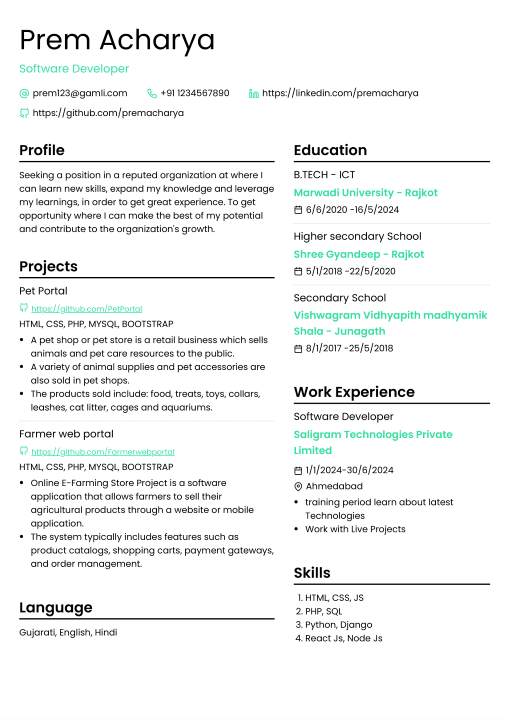 Prem Acharya
Software Developer
prem123@gamli.com +91 1234567890 https://linkedin.com/premacharya
https://github.com/premacharya
Profile
Seeking a position in a reputed organization at where I
can learn new skills, expand my knowledge and leverage
my learnings, in order to get great experience. To get
opportunity where I can make the best of my potential
and contribute to the organization's growth.
Projects
Pet Portal
https://github.com/PetPortal
HTML, CSS, PHP, MYSQL, BOOTSTRAP
• A pet shop or pet store is a retail business which sells
animals and pet care resources to the public.
• A variety of animal supplies and pet accessories are
also sold in pet shops.
• The products sold include: food, treats, toys, collars,
leashes, cat litter, cages and aquariums.
Farmer web portal
https://github.com/Farmerwebportal
HTML, CSS, PHP, MYSQL, BOOTSTRAP
• Online E-Farming Store Project is a software
application that allows farmers to sell their
agricultural products through a website or mobile
application.
• The system typically includes features such as
product catalogs, shopping carts, payment gateways,
and order management.
Language
Gujarati, English, Hindi
Education
B.TECH - ICT
Marwadi University - Rajkot
6/6/2020 -16/5/2024
Higher secondary School
Shree Gyandeep - Rajkot
5/1/2018 -22/5/2020
Secondary School
Vishwagram Vidhyapith madhyamik
Shala - Junagath
8/1/2017 -25/5/2018
Work Experience
Software Developer
Saligram Technologies Private
Limited
1/1/2024-30/6/2024
Ahmedabad
• training period learn about latest
Technologies
• Work with Live Projects
Skills
1. HTML, CSS, JS
2. PHP, SQL
3. Python, Django
4. React Js, Node Js